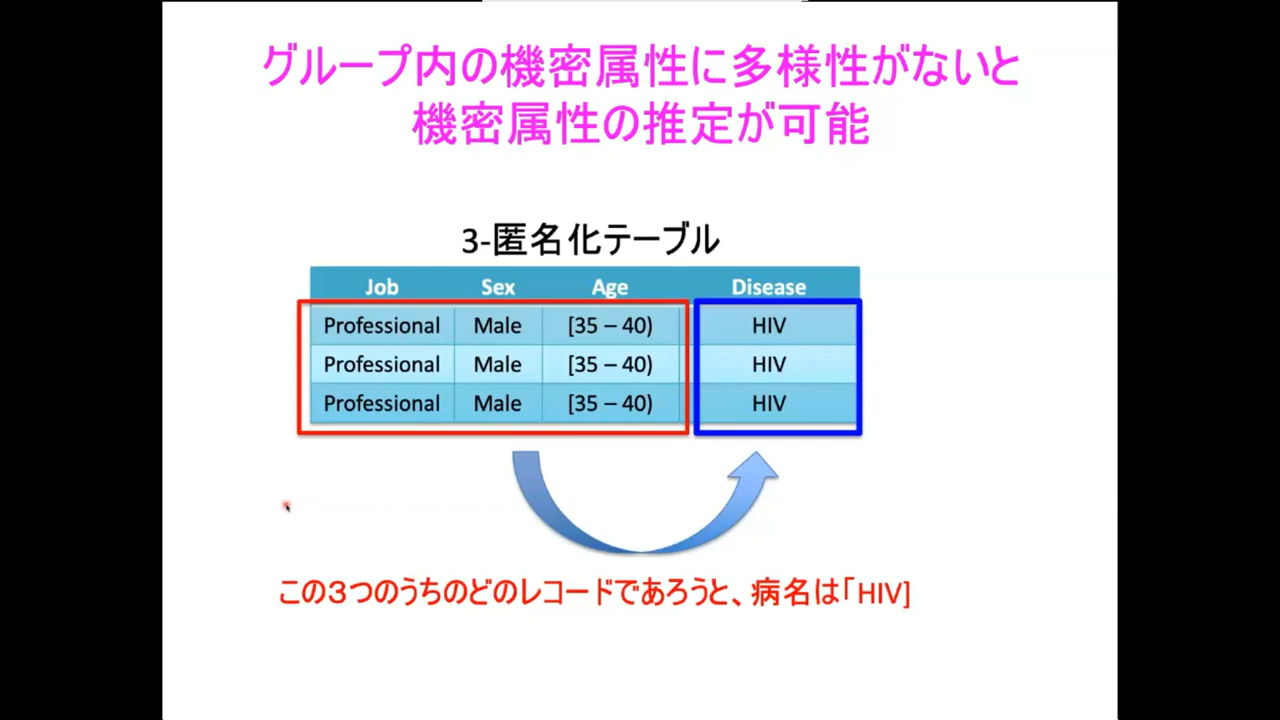 グループ内の機密属性に多様性がないと
機密属性の推定が可能
3-匿名化テーブル
Job Sex Age Disease
Professional Male [35 – 40) HIV
Professional Male [35 – 40) HIV
Professional Male [35 – 40) HIV
この3つのうちのどのレコードであろうと、病名は「HIV]